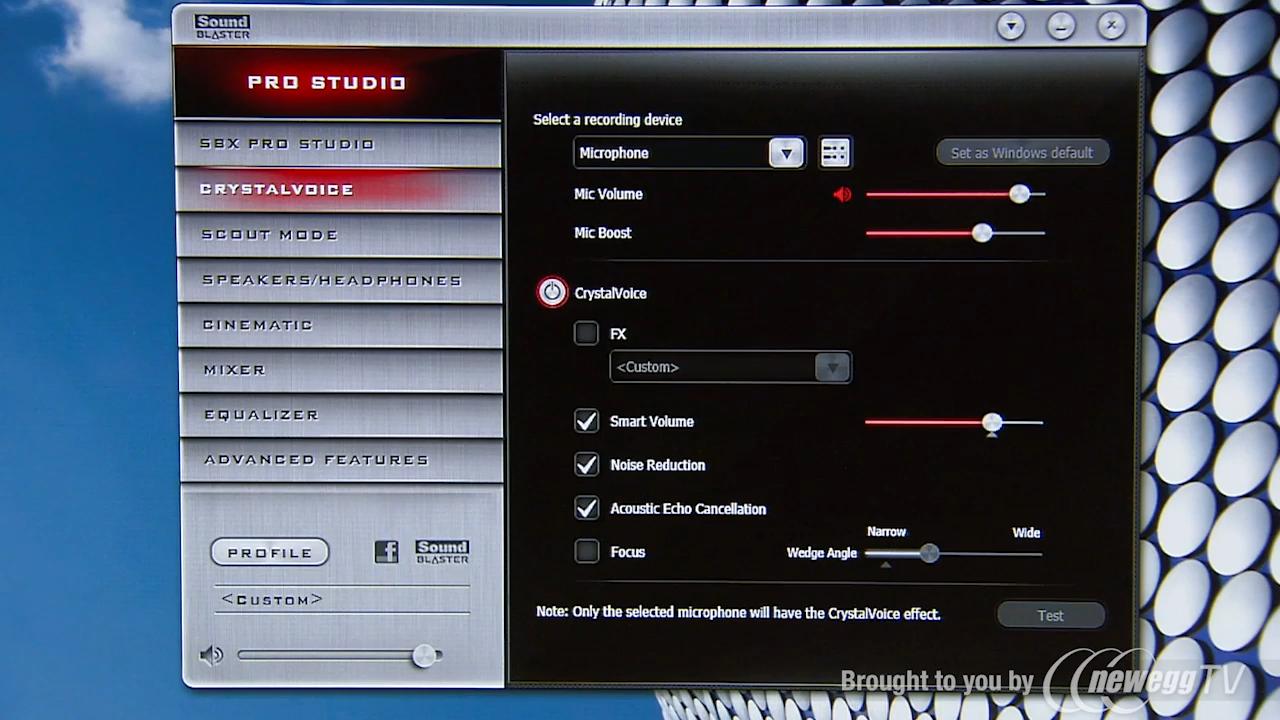 Sound
BLASTER
PRO STUDIO
SBX PRO STUDIO
CRYSTALVOICE
SCOUT MODE
SPEAKERS/HEADPHONES
CINEMATIC
MIXER
EQUALIZER
ADVANCED FEATURES
PROFILE
f
Sound
BLASTER
<CUSTOM>
Select a recording device
Microphone
Set as Windows default
Mic Volume
Mic Boost
CrystalVoice
FX
<Custom>
Smart Volume
Noise Reduction
Acoustic Echo Cancellation
Narrow
Wide
Focus
Wedge Angle
Note: Only the selected microphone will have the CrystalVoice effect.
Test
Brought to you by neweggTV